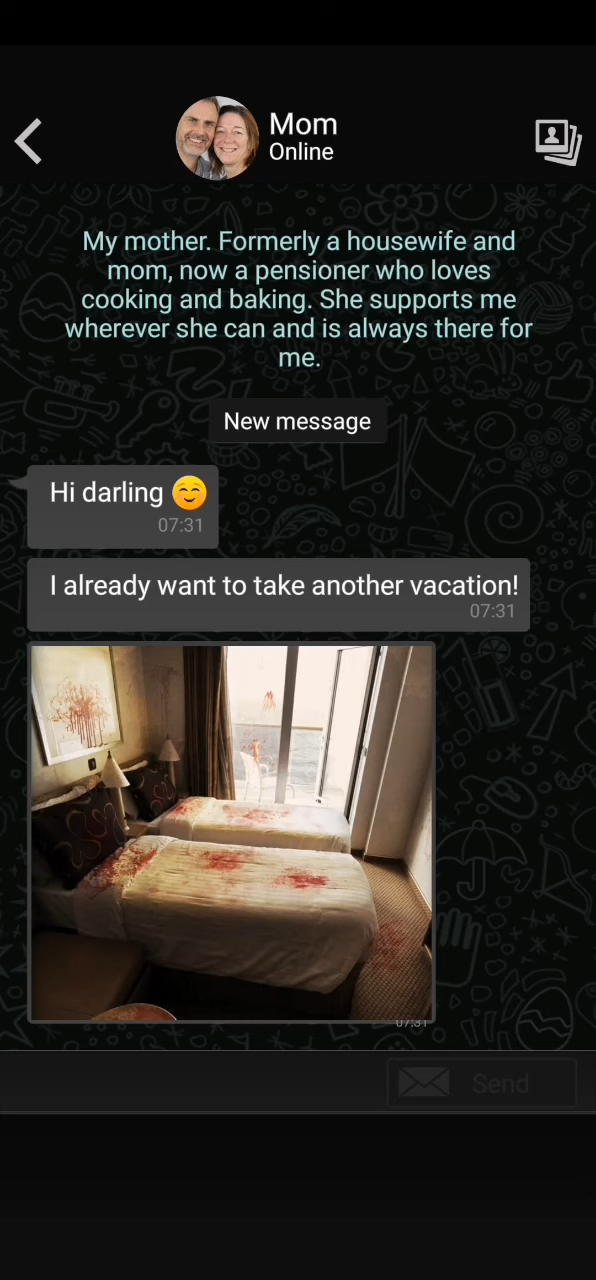 Mom
Online
My mother. Formerly a housewife and
mom, now a pensioner who loves
cooking and baking. She supports me
wherever she can and is always there for
me.
New message
Hi darling 😊
07:31
I already want to take another vacation!
07:31
07:31
Send